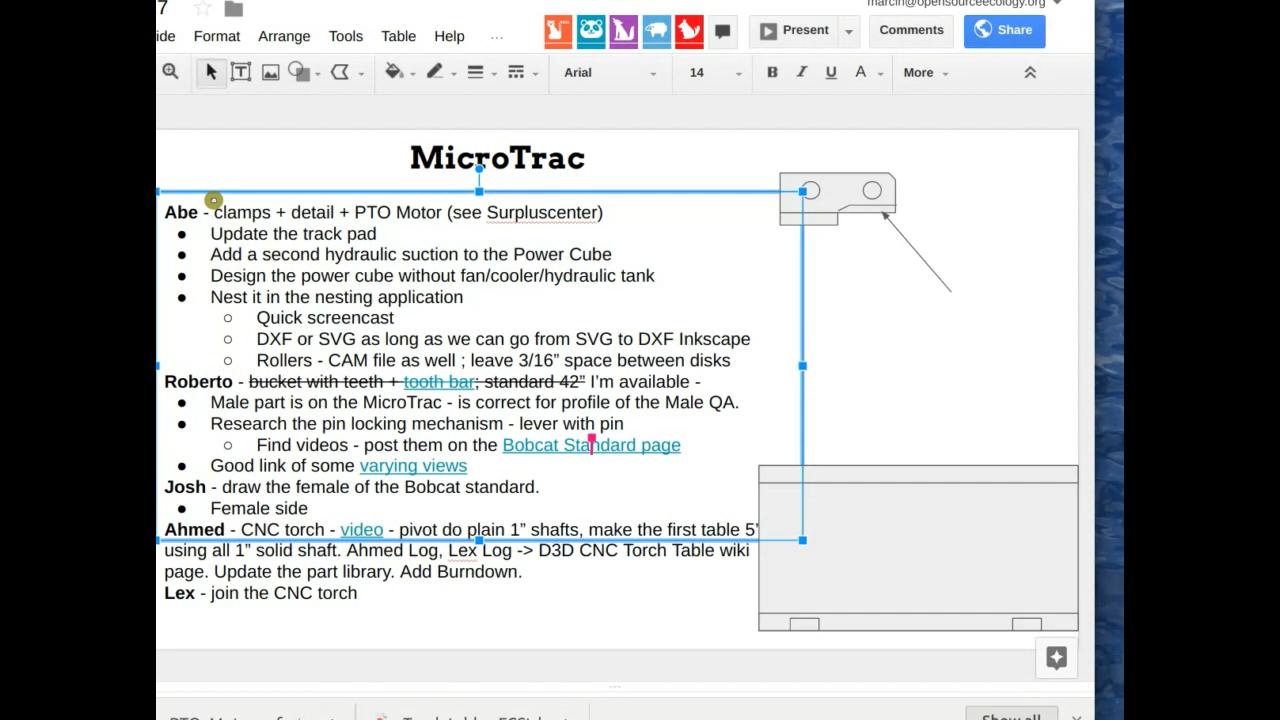 7
marcin@opensourceecology.org
ide Format Arrange Tools Table Help ...
Present Comments Share
Arial 14 B I U A More
MicroTrac
Abe - clamps + detail + PTO Motor (see Surpluscenter)
● Update the track pad
● Add a second hydraulic suction to the Power Cube
● Design the power cube without fan/cooler/hydraulic tank
● Nest it in the nesting application
○ Quick screencast
○ DXF or SVG as long as we can go from SVG to DXF Inkscape
○ Rollers - CAM file as well ; leave 3/16” space between disks
Roberto - bucket with teeth + tooth bar; standard 42” I’m available -
● Male part is on the MicroTrac - is correct for profile of the Male QA.
● Research the pin locking mechanism - lever with pin
○ Find videos - post them on the Bobcat Standard page
● Good link of some varying views
Josh - draw the female of the Bobcat standard.
● Female side
Ahmed - CNC torch - video - pivot do plain 1” shafts, make the first table 5’
using all 1” solid shaft. Ahmed Log, Lex Log -> D3D CNC Torch Table wiki
page. Update the part library. Add Burndown.
Lex - join the CNC torch
Show all